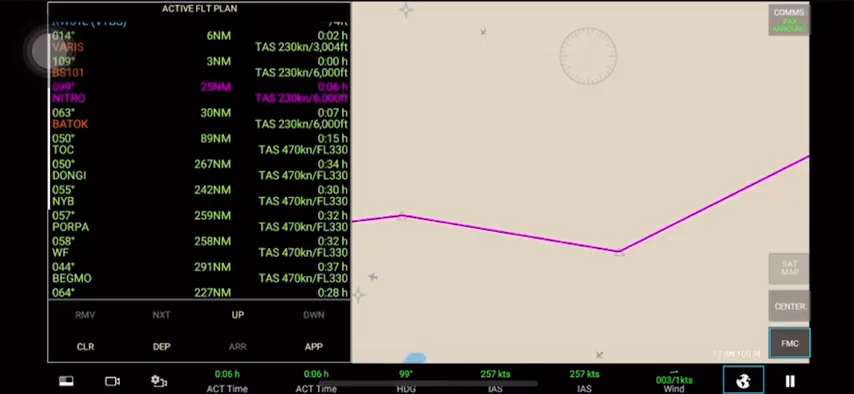 ACTIVE FLT PLAN
014° 6NM 0:02 h
VARIS TAS 230kn/3,004ft
109° 3NM 0:00 h
BS101 TAS 230kn/6,000ft
099° 25NM 0:06 h
NITRO TAS 230kn/6,000ft
063° 30NM 0:07 h
BATOK TAS 230kn/6,000ft
050° 89NM 0:15 h
TOC TAS 470kn/FL330
050° 267NM 0:34 h
DONGI TAS 470kn/FL330
055° 242NM 0:30 h
NYB TAS 470kn/FL330
057° 259NM 0:32 h
PORPA TAS 470kn/FL330
058° 258NM 0:32 h
WF TAS 470kn/FL330
044° 291NM 0:37 h
BEGMO TAS 470kn/FL330
064° 227NM 0:28 h
RMV NXT UP DWN
CLR DEP ARR APP
COMMS
PAX
SAT
MAP
CENTER
FMC
0:06 h 0:06 h 99° 257 kts 257 kts 003/1kts
ACT Time ACT Time HDG IAS IAS Wind